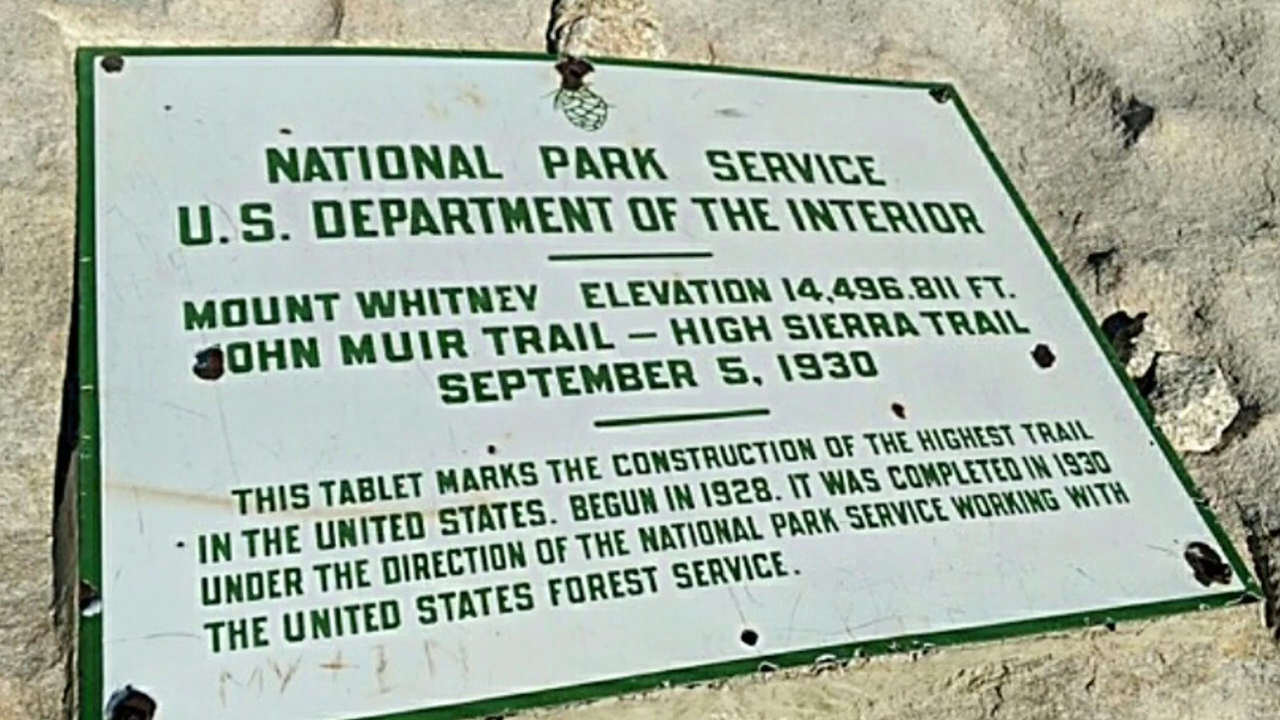 NATIONAL PARK SERVICE
U.S. DEPARTMENT OF THE INTERIOR
MOUNT WHITNEY ELEVATION 14,496.811 FT.
JOHN MUIR TRAIL — HIGH SIERRA TRAIL
SEPTEMBER 5, 1930
THIS TABLET MARKS THE CONSTRUCTION OF THE HIGHEST TRAIL
IN THE UNITED STATES. BEGUN IN 1928. IT WAS COMPLETED IN 1930
UNDER THE DIRECTION OF THE NATIONAL PARK SERVICE WORKING WITH
THE UNITED STATES FOREST SERVICE.